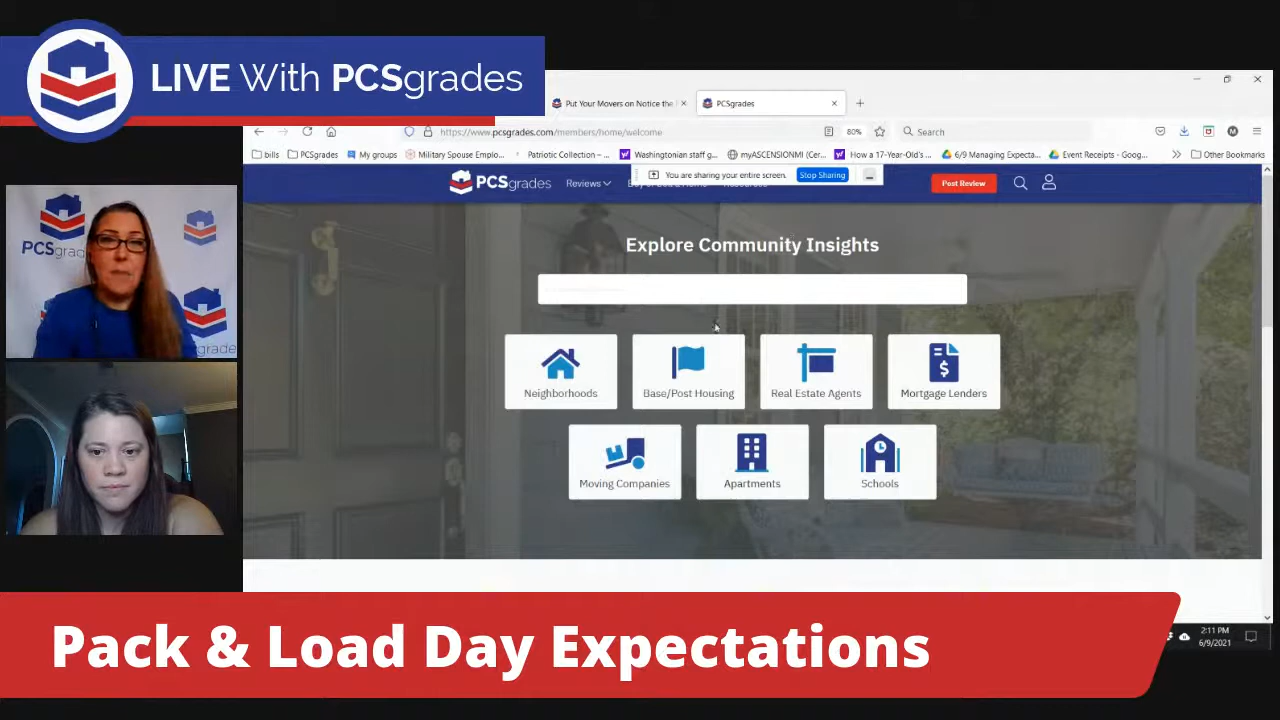 LIVE With PCSgrades
Put Your Movers on Notice the
PCSgrades
https://www.pcsgrades.com/members/home/welcome
80%
Search
bills
PCSgrades
My groups
Military Spouse Emplo...
Patriotic Collection – ...
Washingtonian staff g...
myASCENSIONMI (Cer...
How a 17-Year-Old's ...
6/9 Managing Expecta...
Event Receipts - Goog...
Other Bookmarks
You are sharing your entire screen.
Stop Sharing
PCSgrades
Reviews
Post Review
Explore Community Insights
Neighborhoods
Base/Post Housing
Real Estate Agents
Mortgage Lenders
Moving Companies
Apartments
Schools
PCSgra
grades
2:11 PM
6/9/2021
Pack & Load Day Expectations